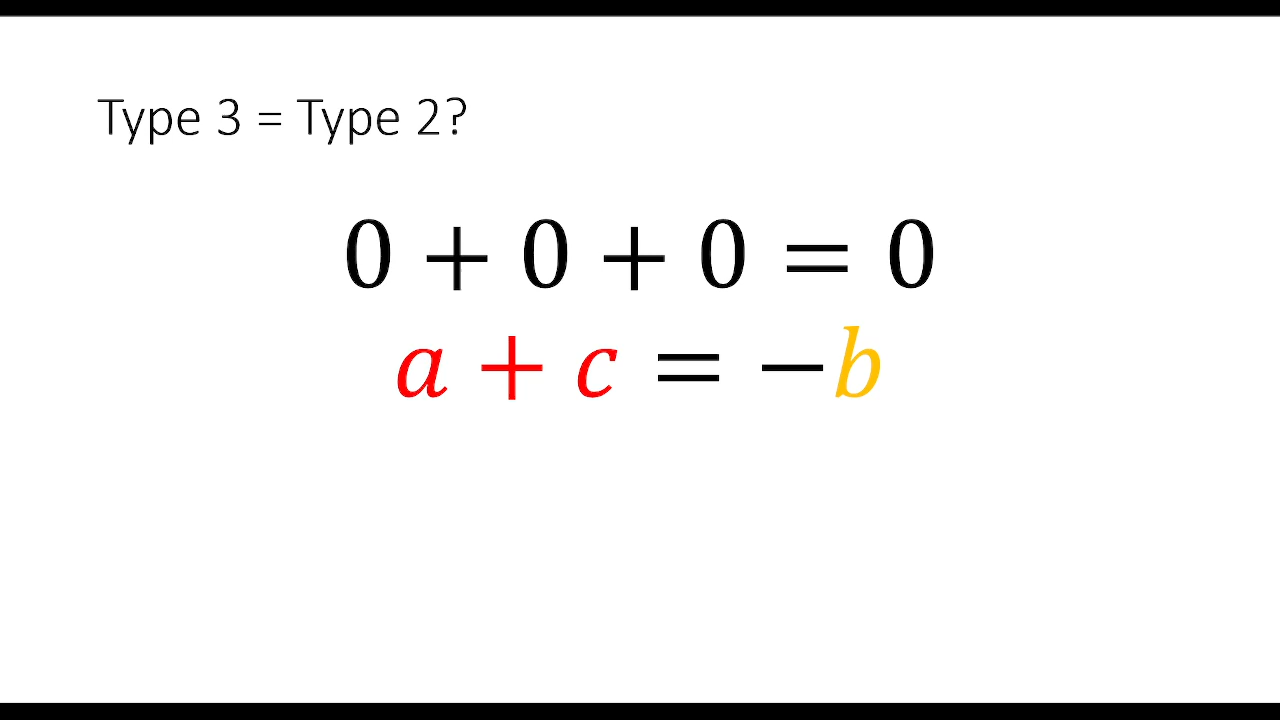 Type 3 = Type 2?
0 + 0 + 0 = 0
a + c = −b